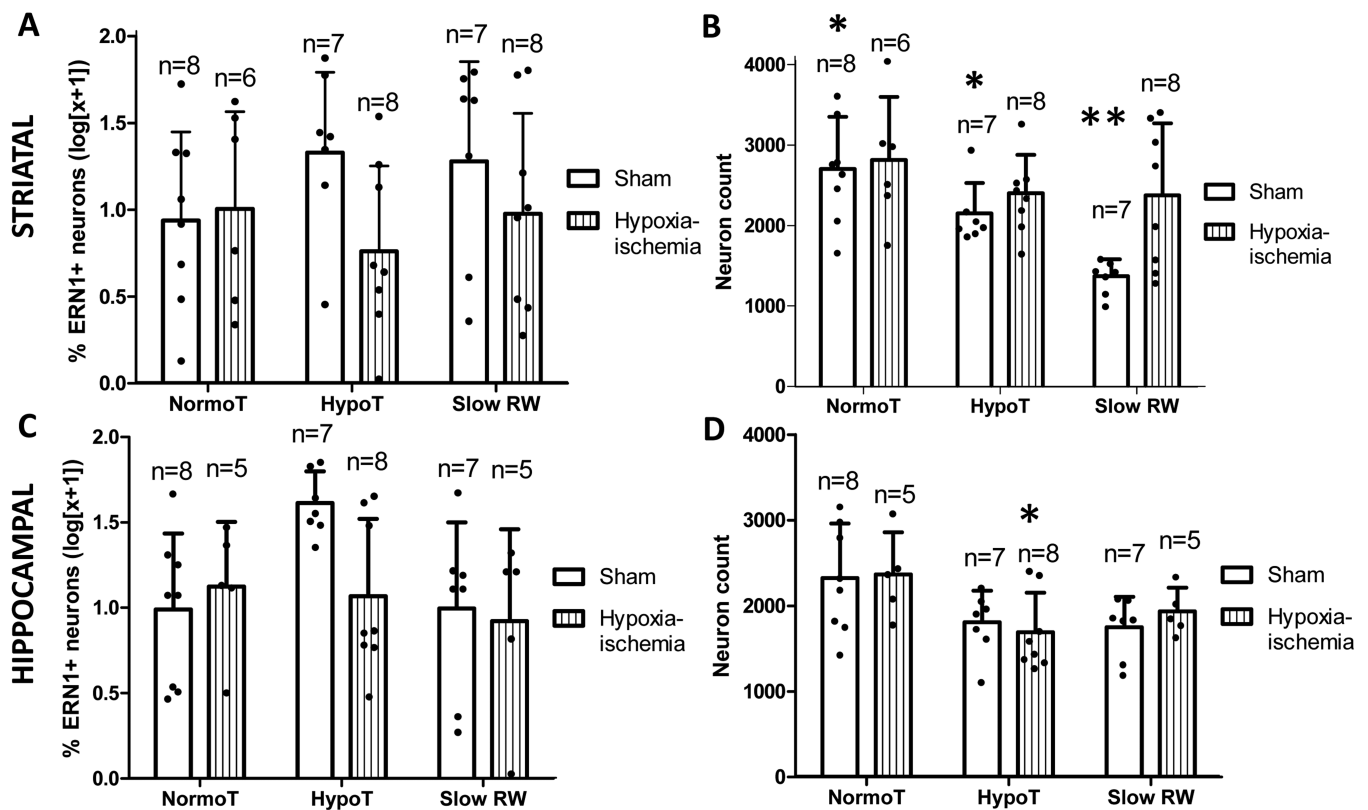 A
STRIATAL
% ERN1+ neurons (log[x+1])
2.0
1.5
1.0
0.5
0.0
n=8
n=6
n=7
n=8
n=7
n=8
NormoT
HypoT
Slow RW
Sham
Hypoxia-
ischemia
B
Neuron count
4000
3000
2000
1000
0
*
n=8
n=6
*
n=7
n=8
**
n=7
n=8
NormoT
HypoT
Slow RW
Sham
Hypoxia-
ischemia
C
HIPPOCAMPAL
% ERN1+ neurons (log[x+1])
2.0
1.5
1.0
0.5
0.0
n=8
n=5
n=7
n=8
n=7
n=5
NormoT
HypoT
Slow RW
Sham
Hypoxia-
ischemia
D
Neuron count
4000
3000
2000
1000
0
n=8
n=5
n=7
*
n=8
n=7
n=5
NormoT
HypoT
Slow RW
Sham
Hypoxia-
ischemia